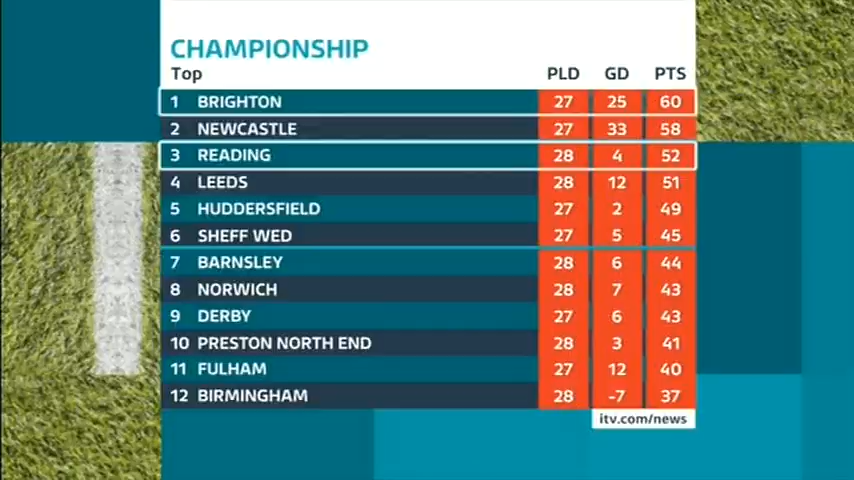 CHAMPIONSHIP
Top PLD GD PTS
1 BRIGHTON 27 25 60
2 NEWCASTLE 27 33 58
3 READING 28 4 52
4 LEEDS 28 12 51
5 HUDDERSFIELD 27 2 49
6 SHEFF WED 27 5 45
7 BARNSLEY 28 6 44
8 NORWICH 28 7 43
9 DERBY 27 6 43
10 PRESTON NORTH END 28 3 41
11 FULHAM 27 12 40
12 BIRMINGHAM 28 -7 37
itv.com/news